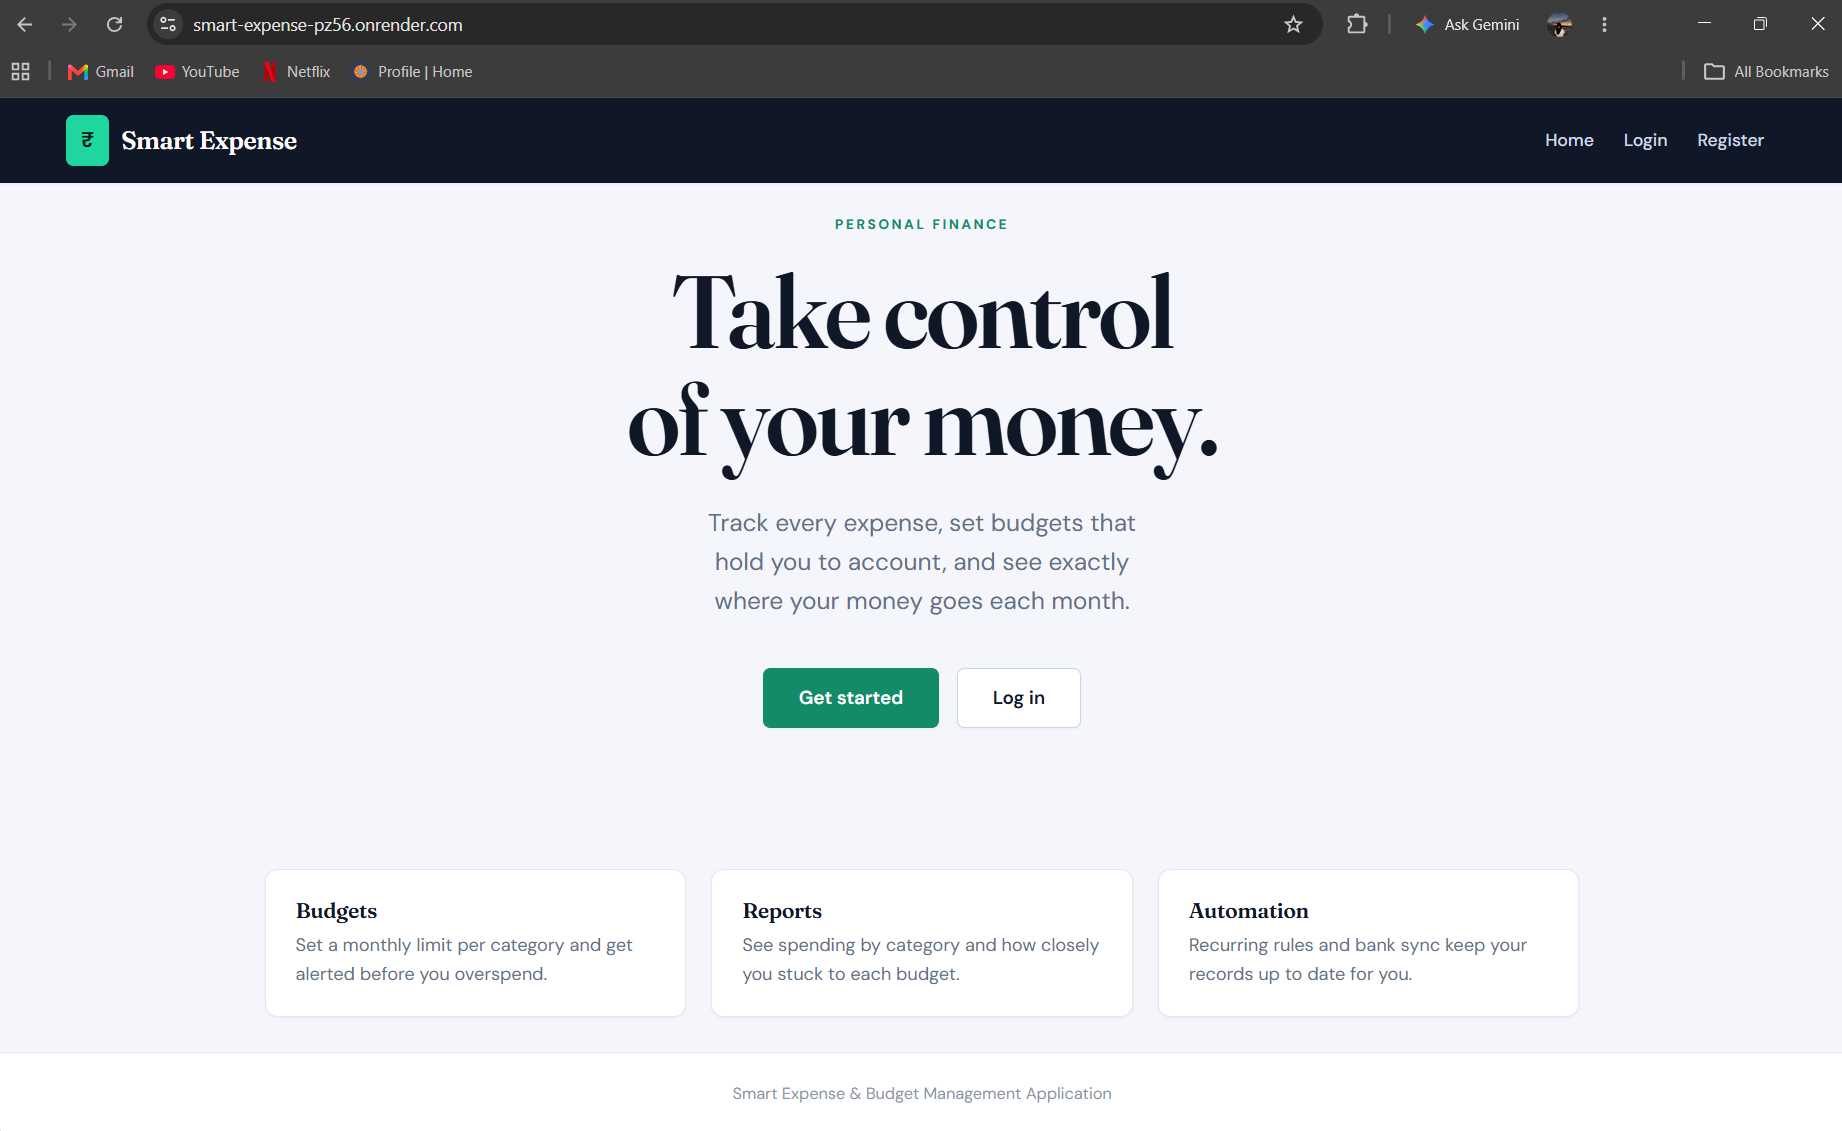 smart-expense-pz56.onrender.com
Ask Gemini
Gmail
YouTube
Netflix
Profile | Home
All Bookmarks
₹
Smart Expense
Home
Login
Register
PERSONAL FINANCE
Take control
of your money.
Track every expense, set budgets that
hold you to account, and see exactly
where your money goes each month.
Get started
Log in
Budgets
Set a monthly limit per category and get
alerted before you overspend.
Reports
See spending by category and how closely
you stuck to each budget.
Automation
Recurring rules and bank sync keep your
records up to date for you.
Smart Expense & Budget Management Application